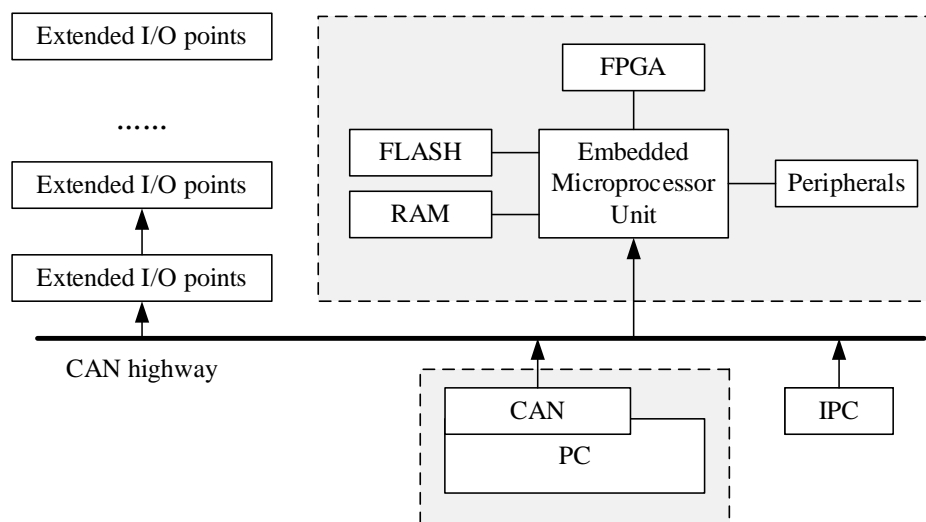 Extended I/O points
FPGA
......
FLASH
Embedded
Microprocessor
Unit
Extended I/O points
Peripherals
RAM
Extended I/O points
CAN highway
CAN
IPC
PC